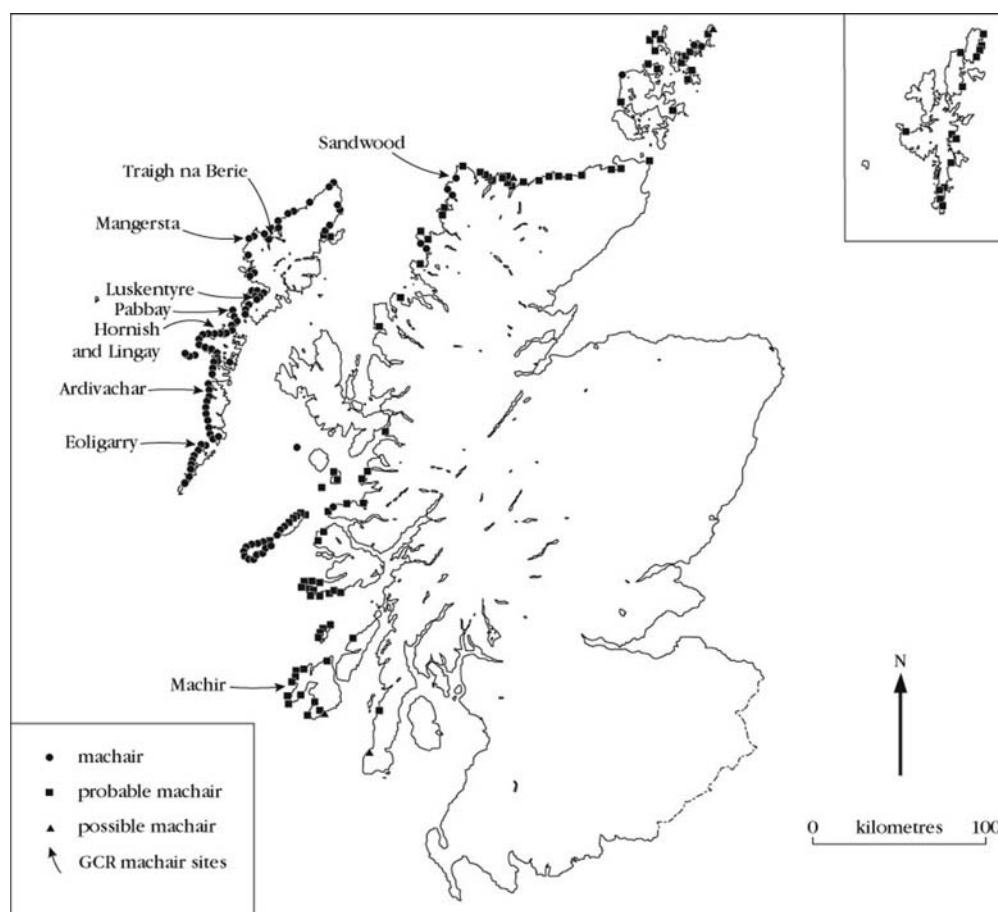 Sandwood
Traigh na Berie
Mangersta
Luskentyre
Pabbay
Hornish
and Lingay
Ardivachar
Eoligarry
Machir
N
machair
probable machair
possible machair
GCR machair sites
0 kilometres 100